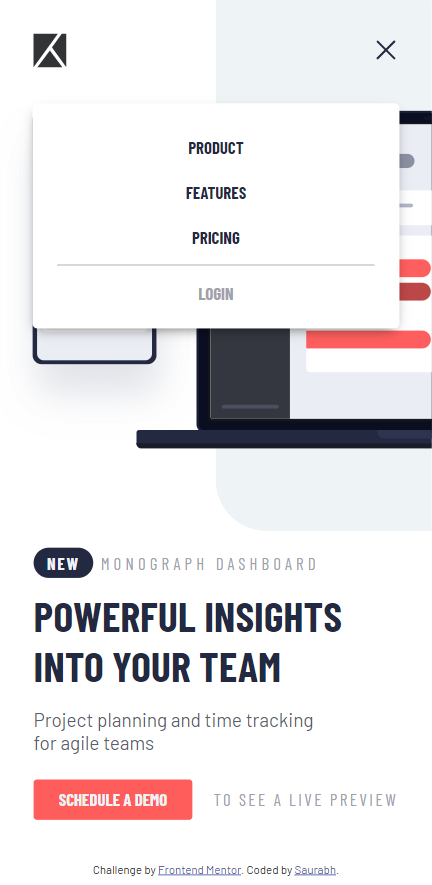 PRODUCT
FEATURES
PRICING
LOGIN
NEW MONOGRAPH DASHBOARD
POWERFUL INSIGHTS
INTO YOUR TEAM
Project planning and time tracking
for agile teams
SCHEDULE A DEMO TO SEE A LIVE PREVIEW
Challenge by Frontend Mentor. Coded by Saurabh.